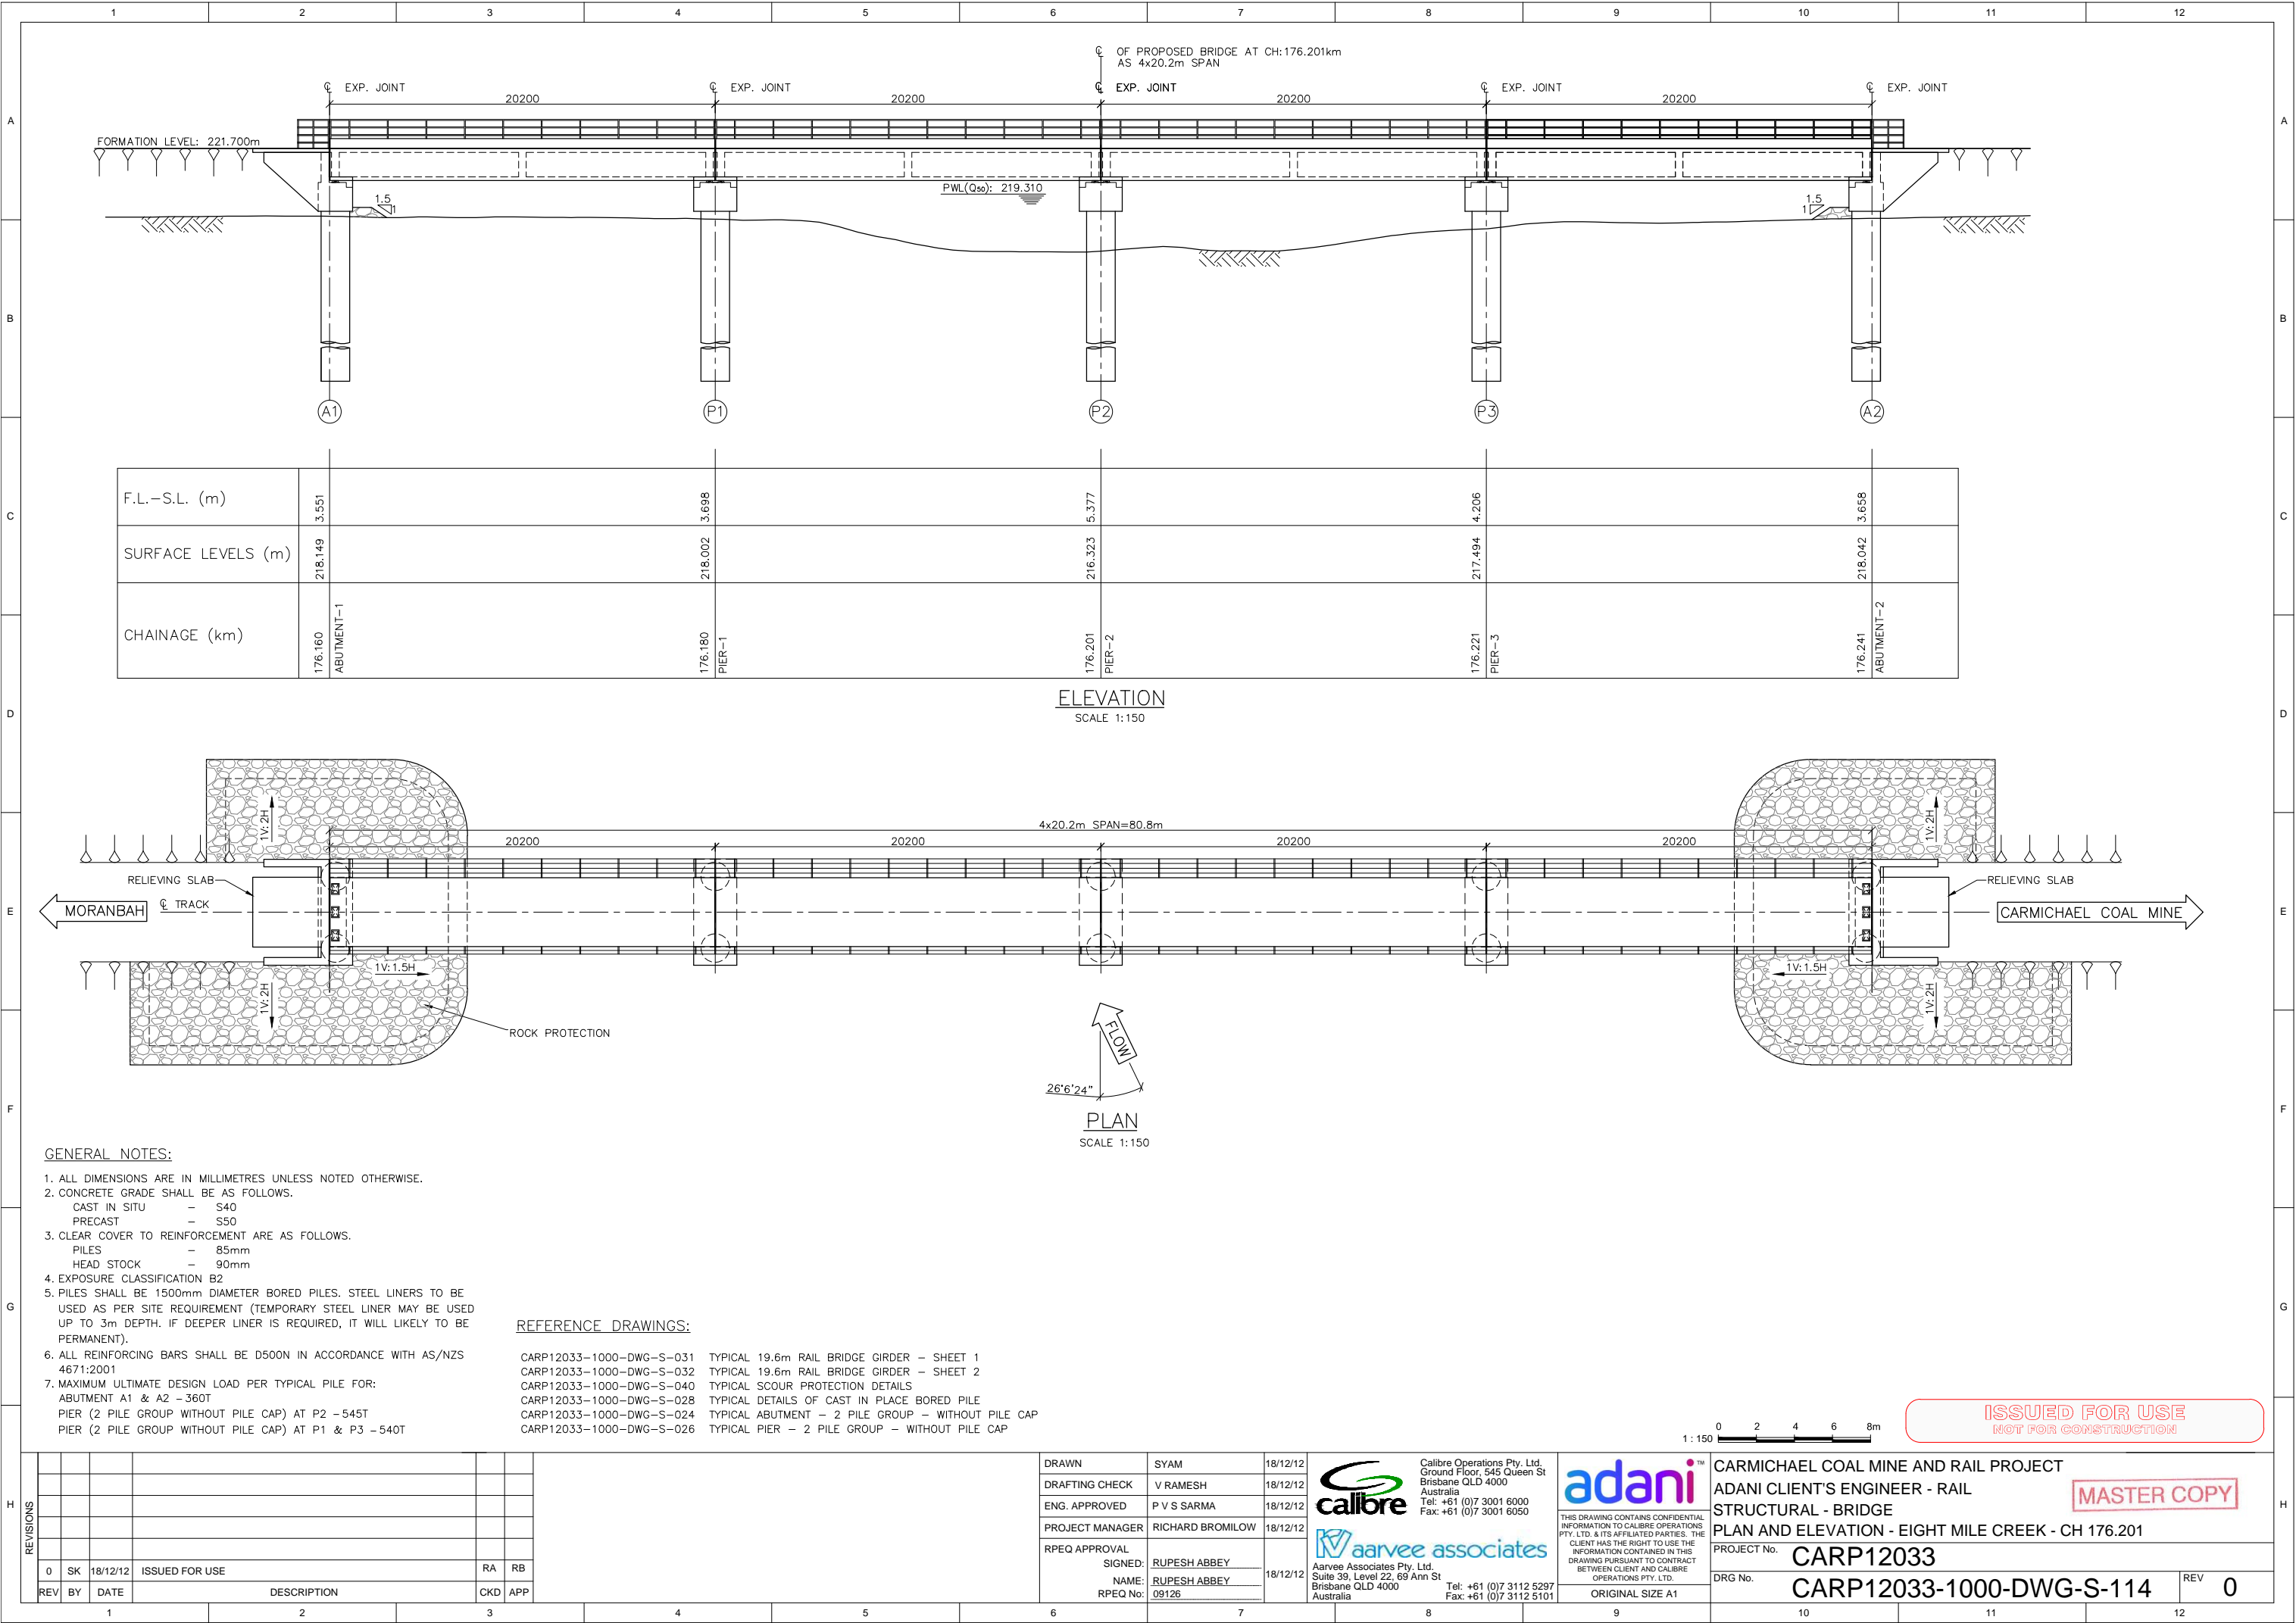 1 2 3 4 5 6 7 8 9 10 11 12
℄ OF PROPOSED BRIDGE AT CH:176.201km
AS 4x20.2m SPAN
℄ EXP. JOINT ℄ EXP. JOINT ℄ EXP. JOINT ℄ EXP. JOINT ℄ EXP. JOINT
20200 20200 20200 20200
A A
FORMATION LEVEL: 221.700m
PWL(Q50): 219.310
1.5 1 1.5 1
B B
A1 P1 P2 P3 A2
C C
F.L.-S.L. (m) 3.551 3.698 5.377 4.206 3.658
SURFACE LEVELS (m) 218.149 218.002 216.323 217.494 218.042
CHAINAGE (km) 176.160 176.180 176.201 176.221 176.241
ABUTMENT-1 PIER-1 PIER-2 PIER-3 ABUTMENT-2
ELEVATION
SCALE 1:150
D D
1V:2H 1V:2H
4x20.2m SPAN=80.8m
20200 20200 20200 20200
RELIEVING SLAB RELIEVING SLAB
E E
MORANBAH ℄ TRACK CARMICHAEL COAL MINE
1V:1.5H 1V:1.5H
1V:2H 1V:2H
ROCK PROTECTION
FLOW
26°6'24"
F F
PLAN
SCALE 1:150
GENERAL NOTES:
1. ALL DIMENSIONS ARE IN MILLIMETRES UNLESS NOTED OTHERWISE.
2. CONCRETE GRADE SHALL BE AS FOLLOWS.
CAST IN SITU – S40
PRECAST – S50
3. CLEAR COVER TO REINFORCEMENT ARE AS FOLLOWS.
PILES – 85mm
HEAD STOCK – 90mm
4. EXPOSURE CLASSIFICATION B2
5. PILES SHALL BE 1500mm DIAMETER BORED PILES. STEEL LINERS TO BE
USED AS PER SITE REQUIREMENT (TEMPORARY STEEL LINER MAY BE USED
UP TO 3m DEPTH. IF DEEPER LINER IS REQUIRED, IT WILL LIKELY TO BE
PERMANENT).
6. ALL REINFORCING BARS SHALL BE D500N IN ACCORDANCE WITH AS/NZS
4671:2001
7. MAXIMUM ULTIMATE DESIGN LOAD PER TYPICAL PILE FOR:
ABUTMENT A1 & A2 –360T
PIER (2 PILE GROUP WITHOUT PILE CAP) AT P2 –545T
PIER (2 PILE GROUP WITHOUT PILE CAP) AT P1 & P3 –540T
G G
REFERENCE DRAWINGS:
CARP12033-1000-DWG-S-031 TYPICAL 19.6m RAIL BRIDGE GIRDER – SHEET 1
CARP12033-1000-DWG-S-032 TYPICAL 19.6m RAIL BRIDGE GIRDER – SHEET 2
CARP12033-1000-DWG-S-040 TYPICAL SCOUR PROTECTION DETAILS
CARP12033-1000-DWG-S-028 TYPICAL DETAILS OF CAST IN PLACE BORED PILE
CARP12033-1000-DWG-S-024 TYPICAL ABUTMENT – 2 PILE GROUP – WITHOUT PILE CAP
CARP12033-1000-DWG-S-026 TYPICAL PIER – 2 PILE GROUP – WITHOUT PILE CAP
0 2 4 6 8m
1 : 150
ISSUED FOR USE
NOT FOR CONSTRUCTION
H H
REVISIONS
0 SK 18/12/12 ISSUED FOR USE RA RB
REV BY DATE DESCRIPTION CKD APP
DRAWN SYAM 18/12/12
DRAFTING CHECK V RAMESH 18/12/12
ENG. APPROVED P V S SARMA 18/12/12
PROJECT MANAGER RICHARD BROMILOW 18/12/12
RPEQ APPROVAL
SIGNED: RUPESH ABBEY
18/12/12
NAME: RUPESH ABBEY
RPEQ No: 09126
calibre
Calibre Operations Pty. Ltd.
Ground Floor, 545 Queen St
Brisbane QLD 4000
Australia
Tel: +61 (0)7 3001 6000
Fax: +61 (0)7 3001 6050
aarvee associates
Aarvee Associates Pty. Ltd.
Suite 39, Level 22, 69 Ann St
Brisbane QLD 4000 Tel: +61 (0)7 3112 5297
Australia Fax: +61 (0)7 3112 5101
adani™
THIS DRAWING CONTAINS CONFIDENTIAL
INFORMATION TO CALIBRE OPERATIONS
PTY. LTD. & ITS AFFILIATED PARTIES. THE
CLIENT HAS THE RIGHT TO USE THE
INFORMATION CONTAINED IN THIS
DRAWING PURSUANT TO CONTRACT
BETWEEN CLIENT AND CALIBRE
OPERATIONS PTY. LTD.
ORIGINAL SIZE A1
CARMICHAEL COAL MINE AND RAIL PROJECT
ADANI CLIENT'S ENGINEER - RAIL
STRUCTURAL - BRIDGE
PLAN AND ELEVATION - EIGHT MILE CREEK - CH 176.201
MASTER COPY
PROJECT No. CARP12033
DRG No. CARP12033-1000-DWG-S-114 REV 0
1 2 3 4 5 6 7 8 9 10 11 12